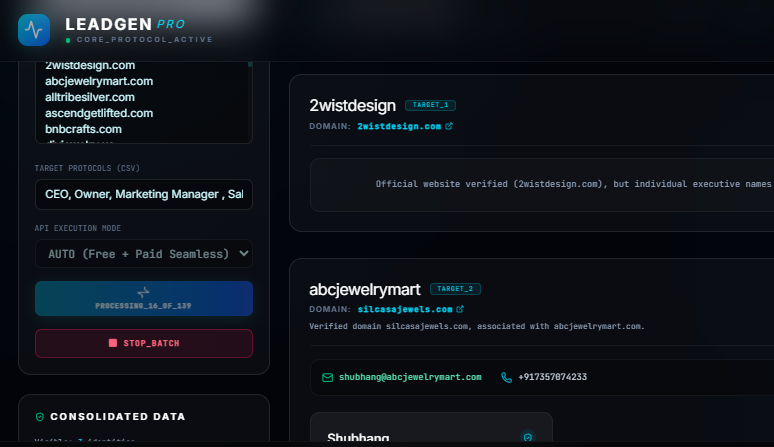 LEADGEN PRO
CORE_PROTOCOL_ACTIVE
2wistdesign.com
abcjewelrymart.com
alltribesilver.com
ascendgetlifted.com
bnbcrafts.com
TARGET PROTOCOLS (CSV)
CEO, Owner, Marketing Manager , Sal
API EXECUTION MODE
AUTO (Free + Paid Seamless)
PROCESSING_16_OF_139
STOP_BATCH
CONSOLIDATED DATA
2wistdesign TARGET_1
DOMAIN: 2wistdesign.com
Official website verified (2wistdesign.com), but individual executive names
abcjewelrymart TARGET_2
DOMAIN: silcasajewels.com
Verified domain silcasajewels.com, associated with abcjewelrymart.com.
shubhang@abcjewelrymart.com +917357074233
Shubhang